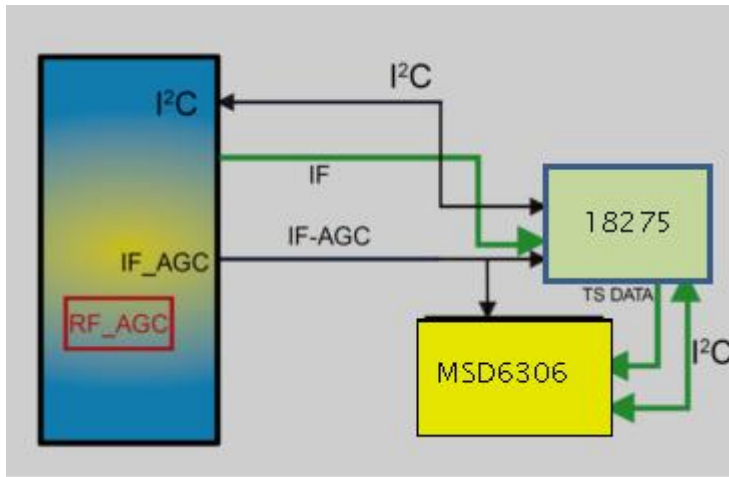 I²C
I²C
IF
18275
IF-AGC
IF_AGC
TS DATA
RF_AGC
I²C
MSD6306